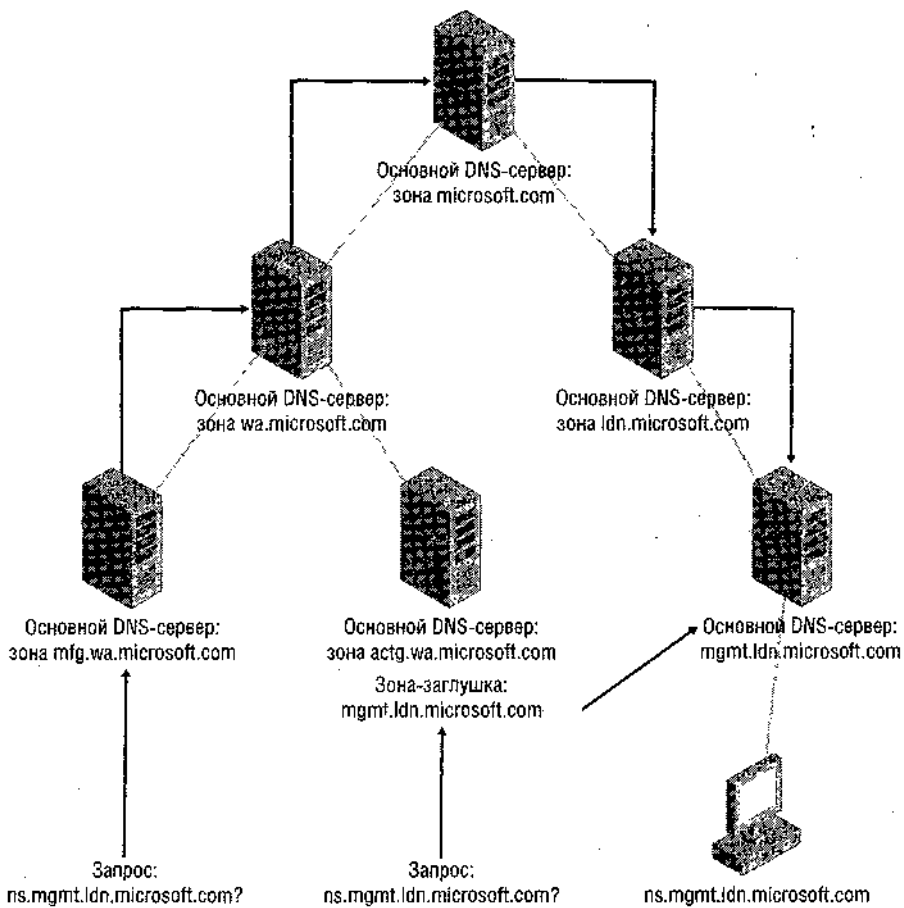 Основной DNS-сервер:
зона microsoft.com
Основной DNS-сервер:
зона wa.microsoft.com
Основной DNS-сервер:
зона ldn.microsoft.com
Основной DNS-сервер:
зона mfg.wa.microsoft.com
Основной DNS-сервер:
зона actg.wa.microsoft.com
Зона-заглушка:
mgmt.ldn.microsoft.com
Основной DNS-сервер:
mgmt.ldn.microsoft.com
Запрос:
ns.mgmt.ldn.microsoft.com?
Запрос:
ns.mgmt.ldn.microsoft.com?
ns.mgmt.ldn.microsoft.com